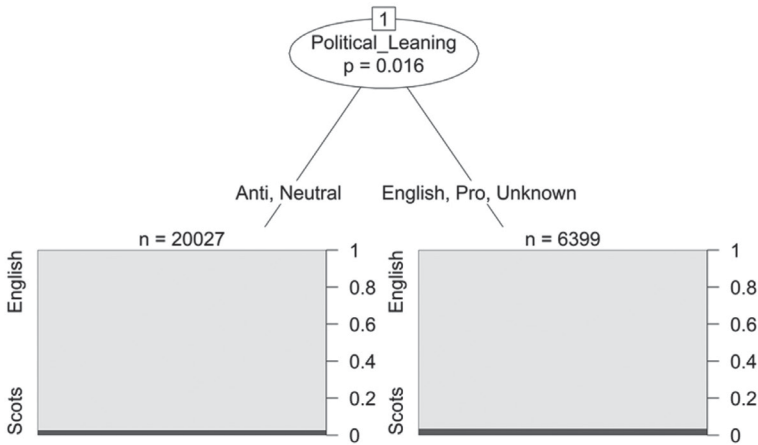 1
Political_Leaning
p = 0.016
Anti, Neutral
English, Pro, Unknown
n = 20027
English
Scots
1
0.8
0.6
0.4
0.2
0
n = 6399
English
Scots
1
0.8
0.6
0.4
0.2
0